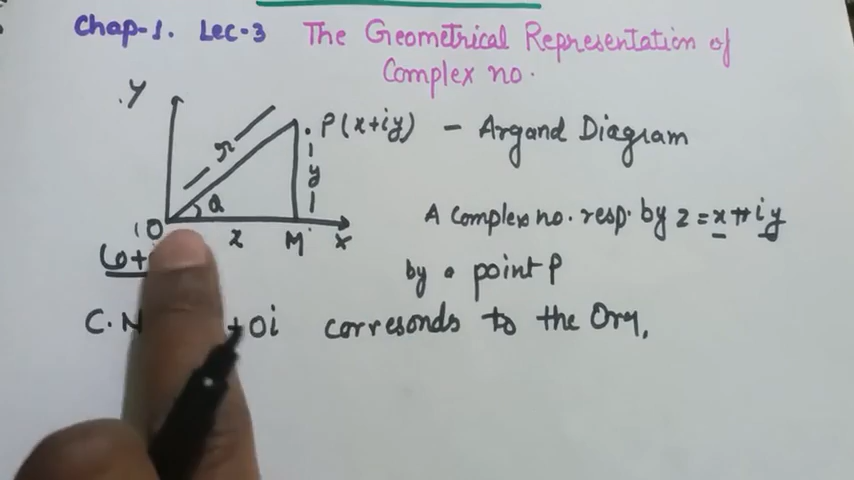 Chap-1. Lec-3 The Geometrical Representation of
Complex no.
y
r
P(x+iy) - Argand Diagram
y
a
O
x M x
A Complex no. resp. by z = x+iy
by a point P
C.N +0i corresonds to the Ory.